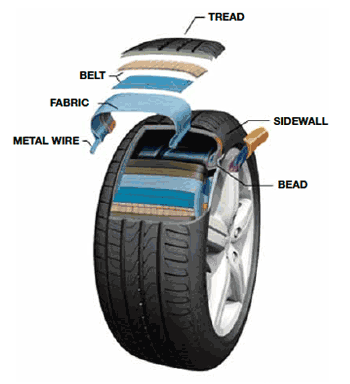 TREAD
BELT
FABRIC
SIDEWALL
METAL WIRE
BEAD